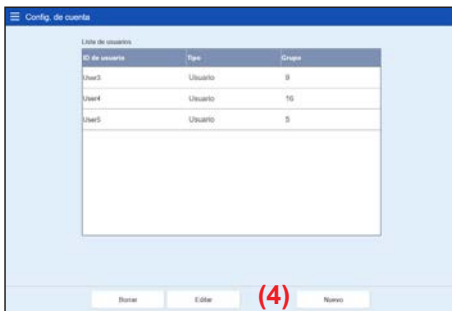 Config. de cuenta
Lista de usuarios
ID de usuario Tipo Grupo
User3 Usuario 9
User4 Usuario 16
User5 Usuario 5
Borrar Editar (4) Nuevo